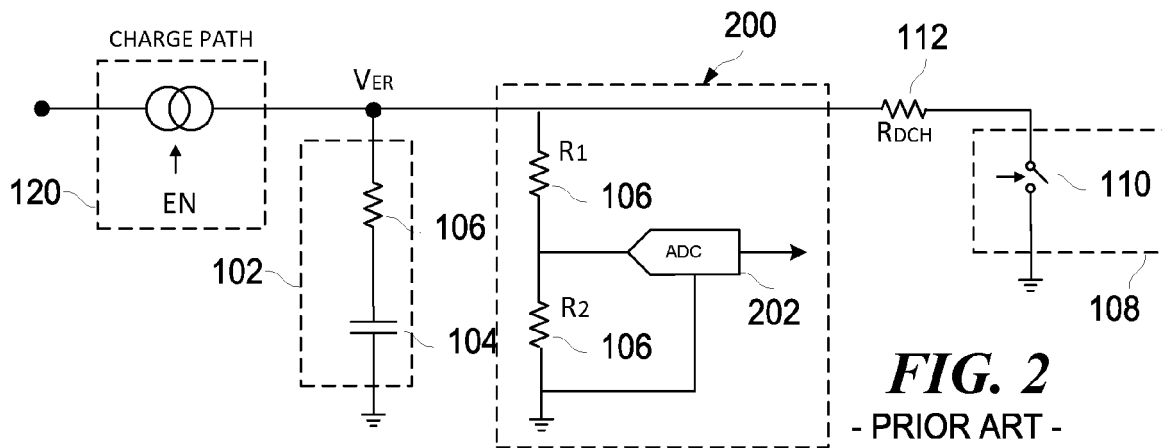 CHARGE PATH
120
EN
VER
102
106
104
200
R1
106
R2
106
ADC
202
112
RDCH
110
108
FIG. 2
- PRIOR ART -